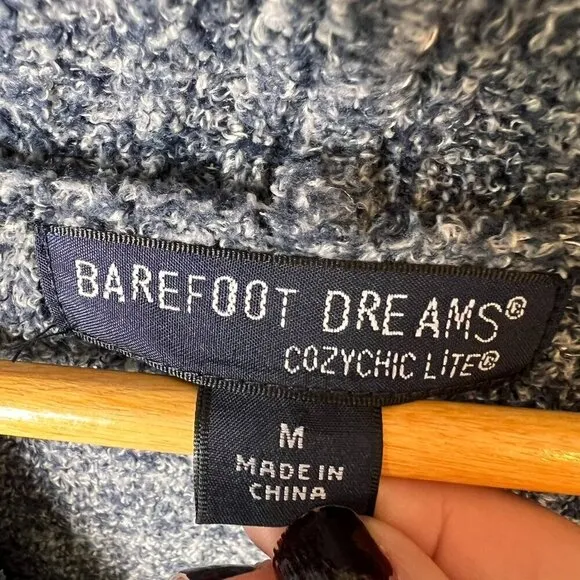 BAREFOOT DREAMS®
COZYCHIC LITE®
M
MADE IN
CHINA